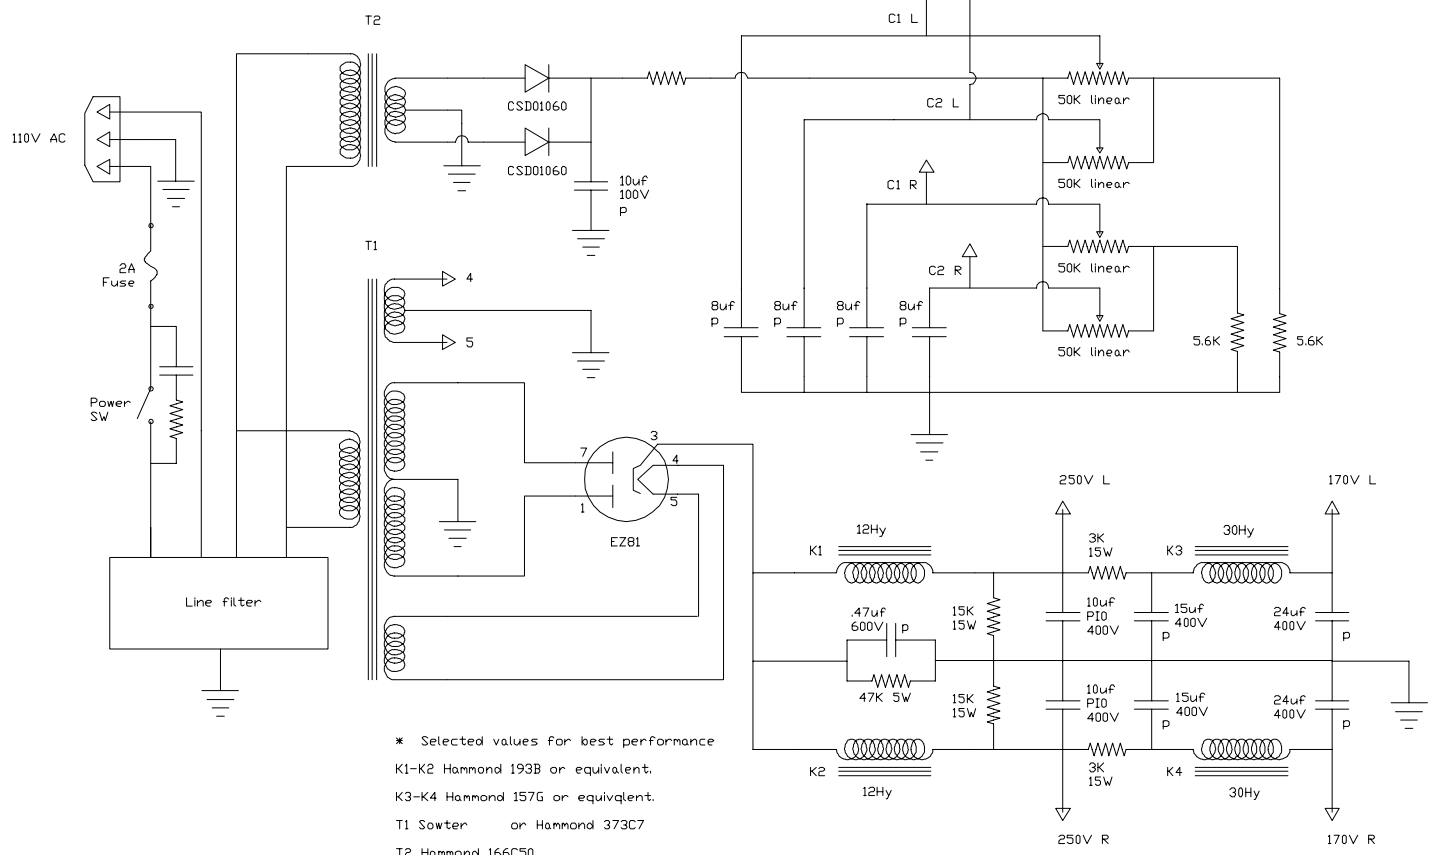 T2
C1 L
110V AC
CSD01060
CSD01060
10uf
100V
p
50K linear
C2 L
50K linear
C1 R
50K linear
C2 R
50K linear
T1
4
5
2A
Fuse
8uf
p
8uf
p
8uf
p
8uf
p
5.6K
5.6K
Power
SW
7
3
4
5
1
EZ81
Line filter
250V L
170V L
12Hy
K1
3K
15W
K3
30Hy
.47uf
600V
p
15K
15W
10uf
PIO
400V
15uf
400V
p
24uf
400V
p
47K 5W
15K
15W
10uf
PIO
400V
15uf
400V
p
24uf
400V
p
K2
12Hy
3K
15W
K4
30Hy
250V R
170V R
* Selected values for best performance
K1-K2 Hammond 193B or equivalent.
K3-K4 Hammond 157G or equivqlent.
T1 Sowter or Hammond 373C7
T2 Hammond 166C50